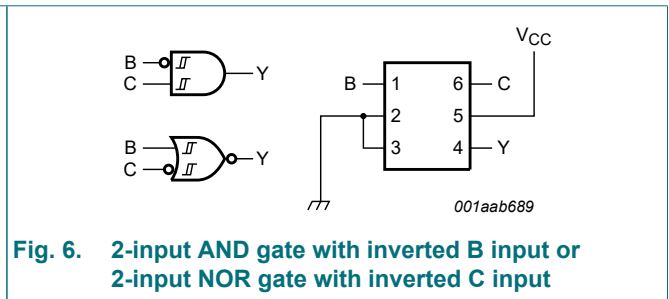 B
C
Y
B
C
Y
V_CC
B 1 6 C
2 5
3 4 Y
001aab689
Fig. 6. 2-input AND gate with inverted B input or
2-input NOR gate with inverted C input